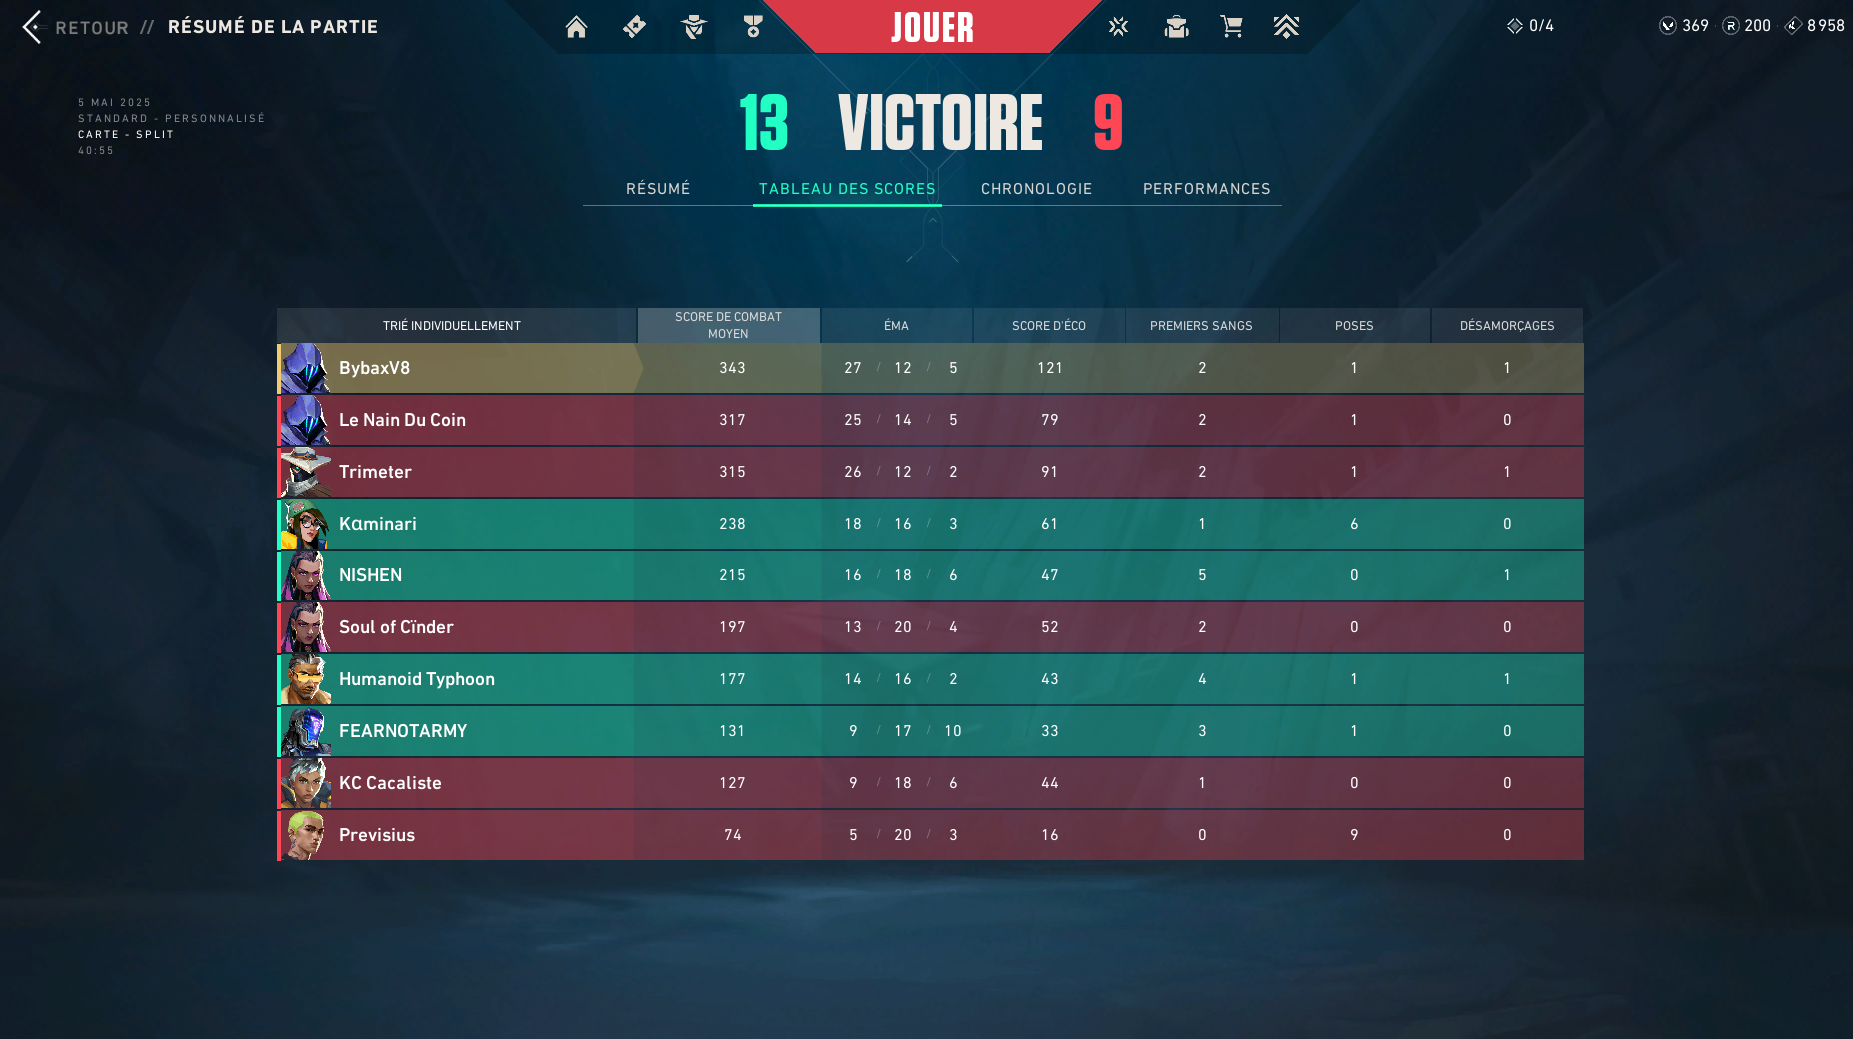 RETOUR // RÉSUMÉ DE LA PARTIE
JOUER
0/4
369 200 8 958
5 MAI 2025
STANDARD - PERSONNALISÉ
CARTE - SPLIT
40:55
13 VICTOIRE 9
RÉSUMÉ TABLEAU DES SCORES CHRONOLOGIE PERFORMANCES
TRIÉ INDIVIDUELLEMENT SCORE DE COMBAT MOYEN ÉMA SCORE D'ÉCO PREMIERS SANGS POSES DÉSAMORÇAGES
BybaxV8 343 27 / 12 / 5 121 2 1 1
Le Nain Du Coin 317 25 / 14 / 5 79 2 1 0
Trimeter 315 26 / 12 / 2 91 2 1 1
Kαminari 238 18 / 16 / 3 61 1 6 0
NISHEN 215 16 / 18 / 6 47 5 0 1
Soul of Cïnder 197 13 / 20 / 4 52 2 0 0
Humanoid Typhoon 177 14 / 16 / 2 43 4 1 1
FEARNOTARMY 131 9 / 17 / 10 33 3 1 0
KC Cacaliste 127 9 / 18 / 6 44 1 0 0
Previsius 74 5 / 20 / 3 16 0 9 0